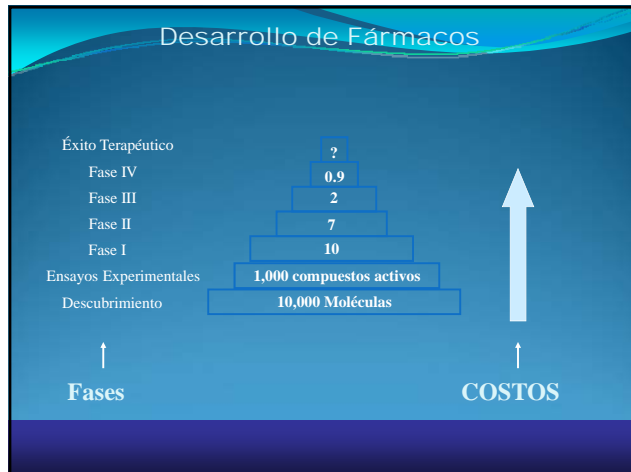 Desarrollo de Fármacos
Éxito Terapéutico ?
Fase IV 0.9
Fase III 2
Fase II 7
Fase I 10
Ensayos Experimentales 1,000 compuestos activos
Descubrimiento 10,000 Moléculas
Fases COSTOS